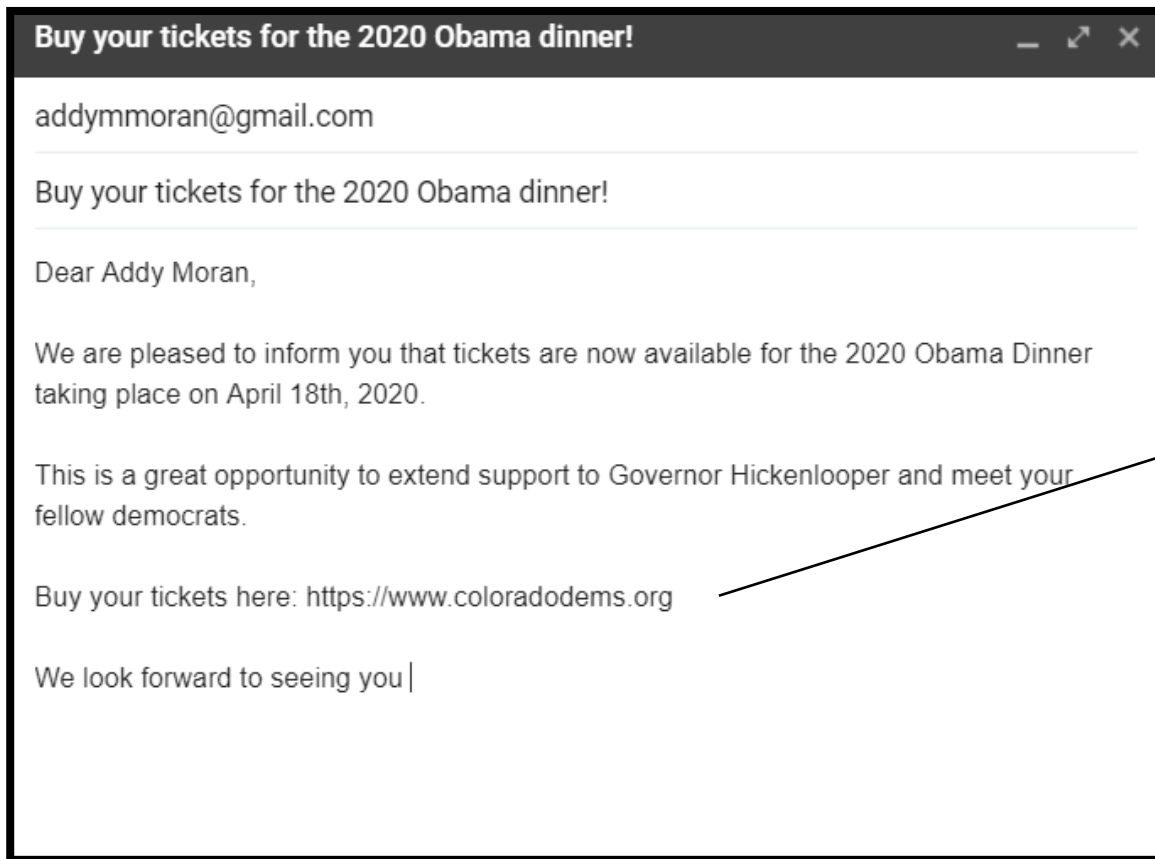 Buy your tickets for the 2020 Obama dinner!
addymmoran@gmail.com
Buy your tickets for the 2020 Obama dinner!
Dear Addy Moran,
We are pleased to inform you that tickets are now available for the 2020 Obama Dinner
taking place on April 18th, 2020.
This is a great opportunity to extend support to Governor Hickenlooper and meet your
fellow democrats.
Buy your tickets here: https://www.coloradodems.org
We look forward to seeing you